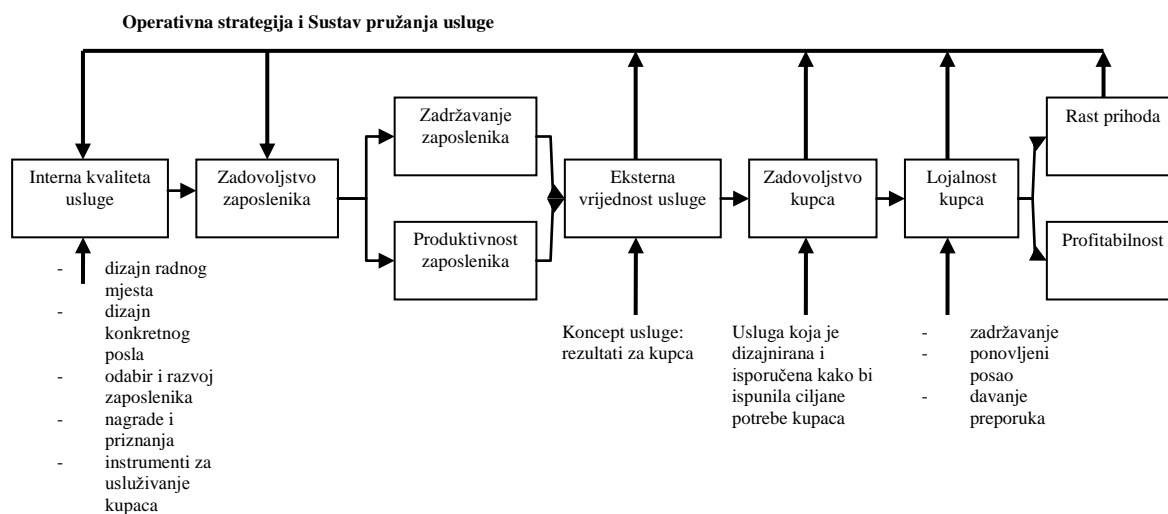 Operativna strategija i Sustav pružanja usluge
Interna kvaliteta
usluge
Zadovoljstvo
zaposlenika
Zadržavanje
zaposlenika
Produktivnost
zaposlenika
Eksterna
vrijednost usluge
Zadovoljstvo
kupca
Lojalnost
kupca
Rast prihoda
Profitabilnost
- dizajn radnog
mjesta
- dizajn
konkretnog
posla
- odabir i razvoj
zaposlenika
- nagrade i
priznanja
- instrumenti za
usluživanje
kupaca
Koncept usluge:
rezultati za kupca
Usluga koja je
dizajnirana i
isporučena kako bi
ispunila ciljane
potrebe kupaca
- zadržavanje
- ponovljeni
posao
- davanje
preporuka